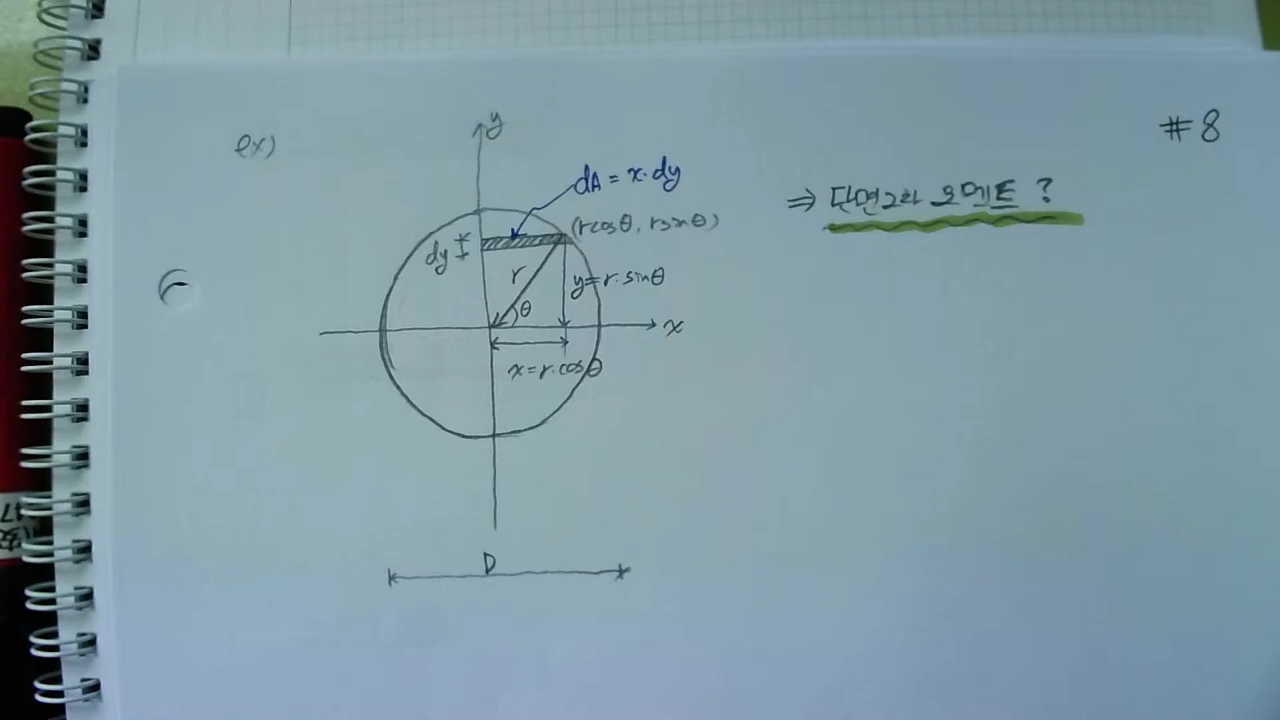 #8
ex)
y
dA = x·dy
⇒ 단면2차 모멘트 ?
(rcosθ, rsinθ)
dy
r
y=r·sinθ
θ
x
x=r·cosθ
D